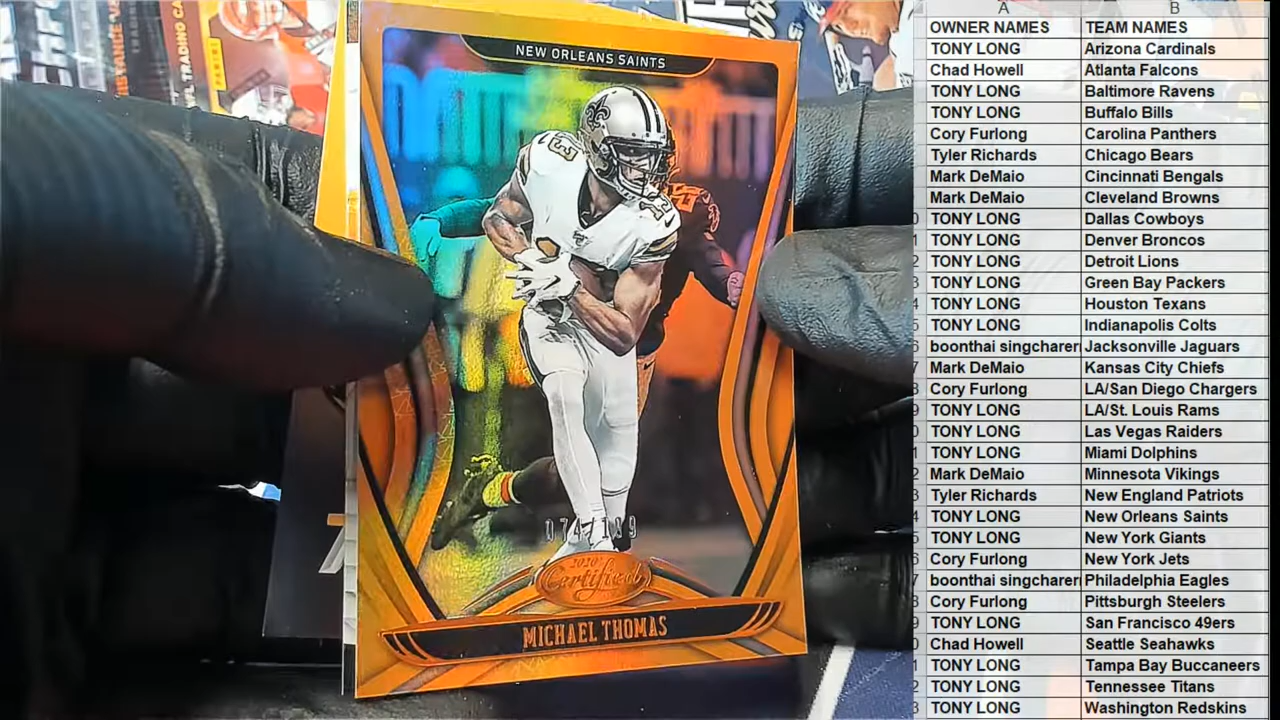 NEW ORLEANS SAINTS
13
13
2020
Certified
MICHAEL THOMAS
PANINI
A B
OWNER NAMES TEAM NAMES
TONY LONG Arizona Cardinals
Chad Howell Atlanta Falcons
TONY LONG Baltimore Ravens
TONY LONG Buffalo Bills
Cory Furlong Carolina Panthers
Tyler Richards Chicago Bears
Mark DeMaio Cincinnati Bengals
Mark DeMaio Cleveland Browns
TONY LONG Dallas Cowboys
TONY LONG Denver Broncos
TONY LONG Detroit Lions
TONY LONG Green Bay Packers
TONY LONG Houston Texans
TONY LONG Indianapolis Colts
boonthai singcharer Jacksonville Jaguars
Mark DeMaio Kansas City Chiefs
Cory Furlong LA/San Diego Chargers
TONY LONG LA/St. Louis Rams
TONY LONG Las Vegas Raiders
TONY LONG Miami Dolphins
Mark DeMaio Minnesota Vikings
Tyler Richards New England Patriots
TONY LONG New Orleans Saints
TONY LONG New York Giants
Cory Furlong New York Jets
boonthai singcharer Philadelphia Eagles
Cory Furlong Pittsburgh Steelers
TONY LONG San Francisco 49ers
Chad Howell Seattle Seahawks
TONY LONG Tampa Bay Buccaneers
TONY LONG Tennessee Titans
TONY LONG Washington Redskins